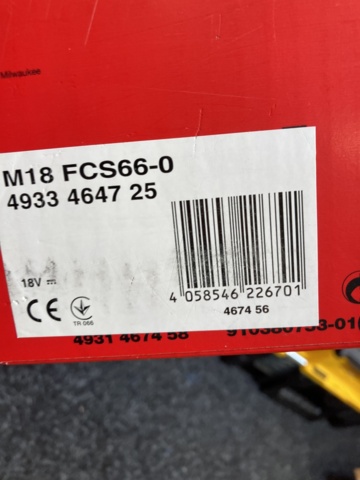 Milwaukee
M18 FCS66-0
4933 4647 25
18V
CE
TR 066
4 058546 226701
4674 56
4931 4674 58
910380733-01